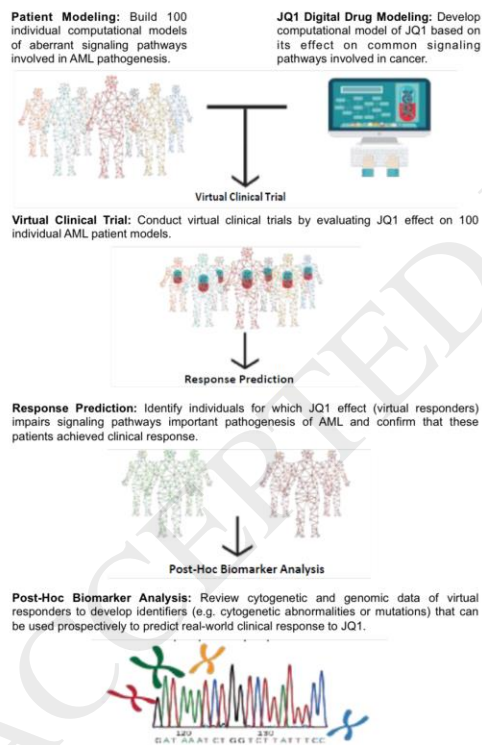 Patient Modeling: Build 100
individual computational models
of aberrant signaling pathways
involved in AML pathogenesis.
JQ1 Digital Drug Modeling: Develop
computational model of JQ1 based on
its effect on common signaling
pathways involved in cancer.
Virtual Clinical Trial
Virtual Clinical Trial: Conduct virtual clinical trials by evaluating JQ1 effect on 100
individual AML patient models.
Response Prediction
Response Prediction: Identify individuals for which JQ1 effect (virtual responders)
impairs signaling pathways important pathogenesis of AML and confirm that these
patients achieved clinical response.
Post-Hoc Biomarker Analysis
Post-Hoc Biomarker Analysis: Review cytogenetic and genomic data of virtual
responders to develop identifiers (e.g. cytogenetic abnormalities or mutations) that can
be used prospectively to predict real-world clinical response to JQ1.
120 130
GAT AAAT CT GGTCT TATTTCC
ACCEPTED